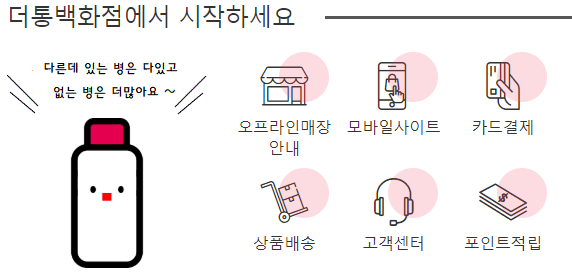 더통백화점에서 시작하세요
다른데 있는 병은 다있고
없는 병은 더많아요 ~
오프라인매장
안내
모바일사이트
카드결제
상품배송
고객센터
포인트적립
$